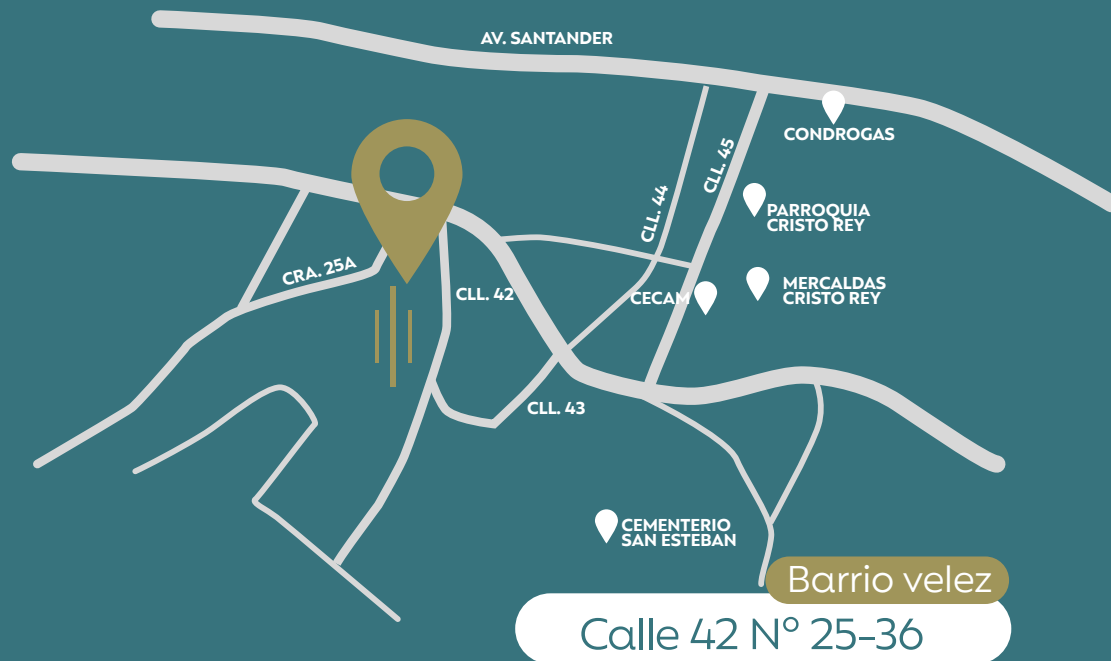 AV. SANTANDER
CONDROGAS
CLL. 45
CLL. 44
PARROQUIA
CRISTO REY
CRA. 25A
CLL. 42
CECAM
MERCALDAS
CRISTO REY
CLL. 43
CEMENTERIO
SAN ESTEBAN
Barrio velez
Calle 42 N° 25-36